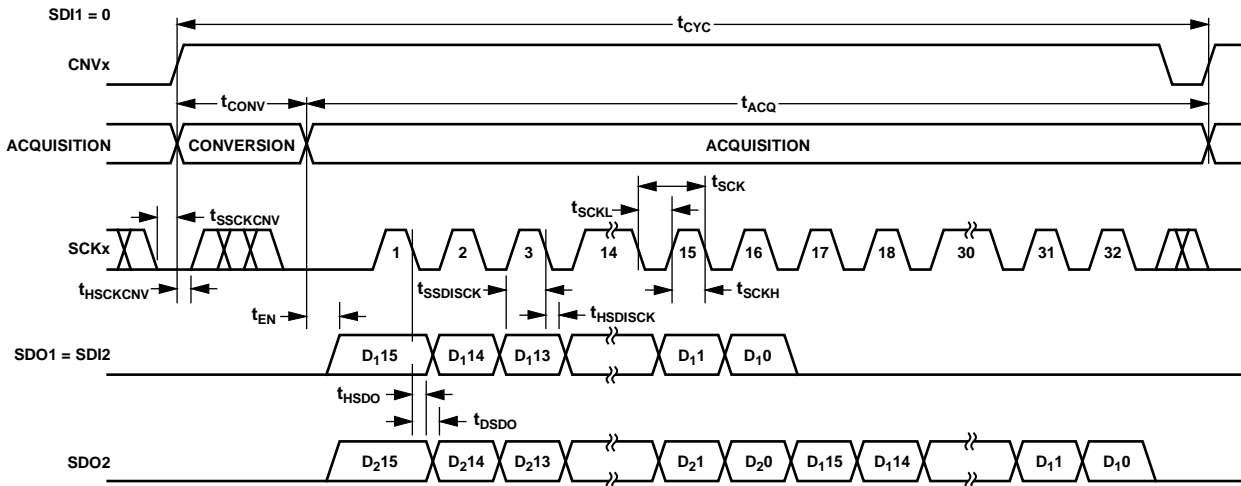 SDI1 = 0
tCYC
CNVx
tCONV
tACQ
ACQUISITION CONVERSION ACQUISITION
tSCK
tSCKL
tSSCKCNV
SCKx 1 2 3 14 15 16 17 18 30 31 32
tHSCKCNV
tSSDISCK
tSCKH
tEN
tHSDISCK
SDO1 = SDI2 D115 D114 D113 D11 D10
tHSDO
tDSDO
SDO2 D215 D214 D213 D21 D20 D115 D114 D11 D10